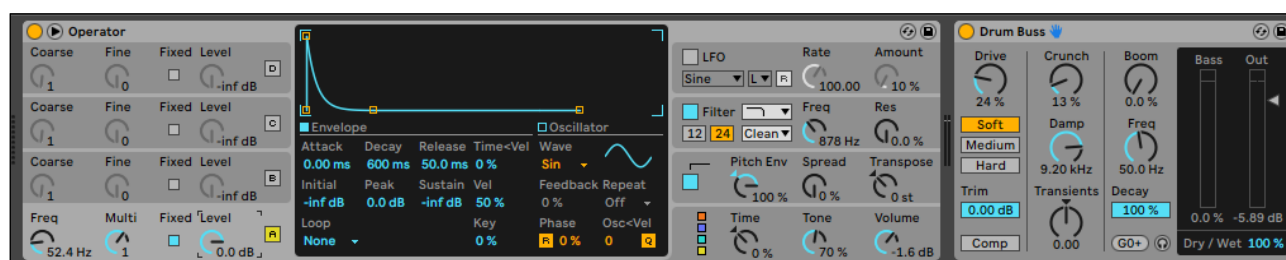 Operator
Coarse Fine Fixed Level
1 0 -inf dB D
Coarse Fine Fixed Level
1 0 -inf dB C
Coarse Fine Fixed Level
1 0 -inf dB B
Freq Multi Fixed Level
52.4 Hz 1 0.0 dB A
Envelope Oscillator
Attack Decay Release Time<Vel Wave
0.00 ms 600 ms 50.0 ms 0 % Sin
Initial Peak Sustain Vel Feedback Repeat
-inf dB 0.0 dB -inf dB 50 % 0 % Off
Loop Key Phase Osc<Vel
None 0 % R 0 % 0 Q
LFO Rate Amount
Sine L R 100.00 10 %
Filter Freq Res
12 24 Clean 878 Hz 0.0 %
Pitch Env Spread Transpose
100 % 0 % 0 st
Time Tone Volume
0 % 70 % -1.6 dB
Drum Buss
Drive Crunch Boom
24 % 13 % 0.0 %
Soft
Medium
Hard
Damp Freq
9.20 kHz 50.0 Hz
Trim Transients Decay
0.00 dB 0.00 100 %
Comp G0+
Bass Out
0.0 % -5.89 dB
Dry / Wet 100 %